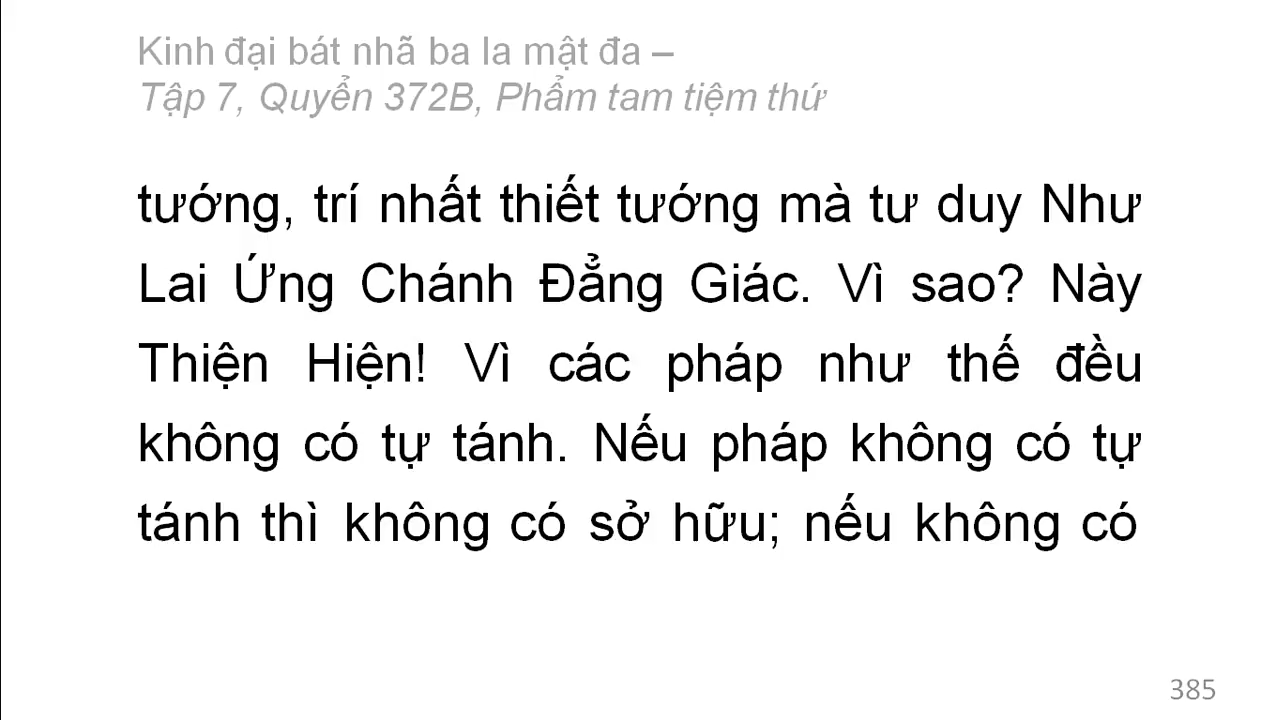 Kinh đại bát nhã ba la mật đa –
Tập 7, Quyển 372B, Phẩm tam tiệm thứ
tướng, trí nhất thiết tướng mà tư duy Như
Lai Ứng Chánh Đẳng Giác. Vì sao? Này
Thiện Hiện! Vì các pháp như thế đều
không có tự tánh. Nếu pháp không có tự
tánh thì không có sở hữu; nếu không có
385